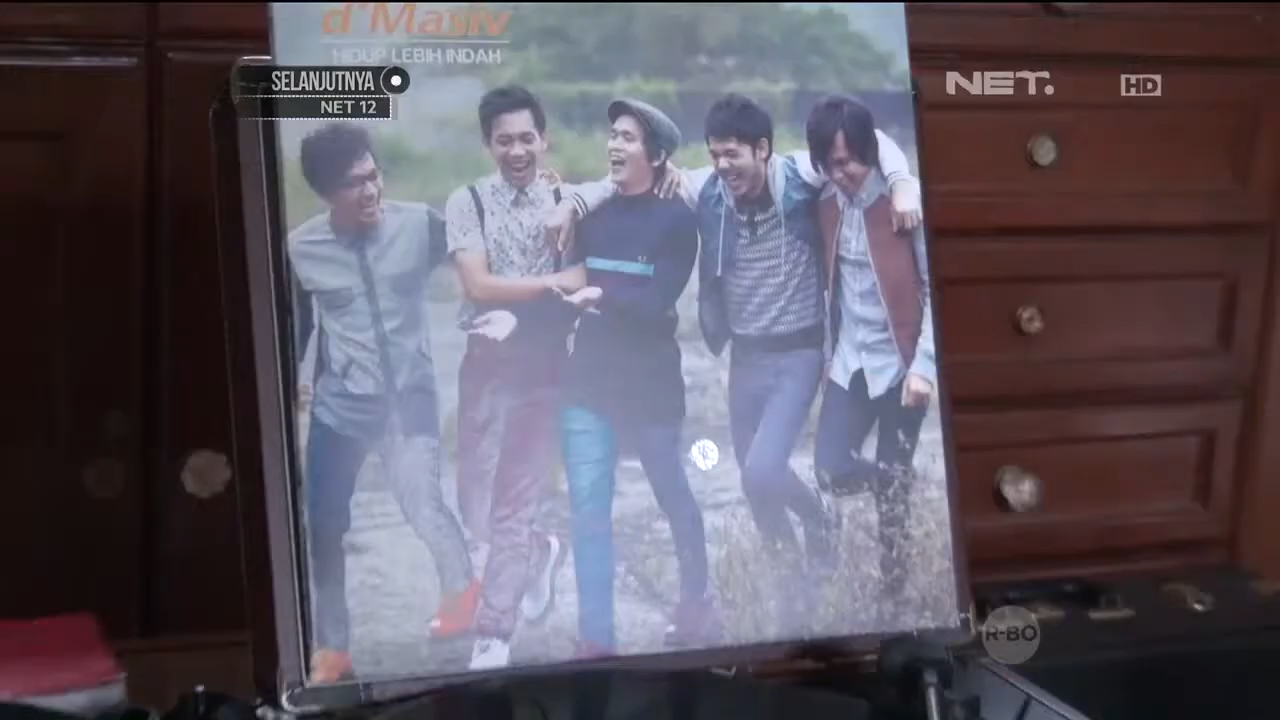 d'Masiv
HIDUP LEBIH INDAH
SELANJUTNYA
NET 12
NET.
HD
R-BO